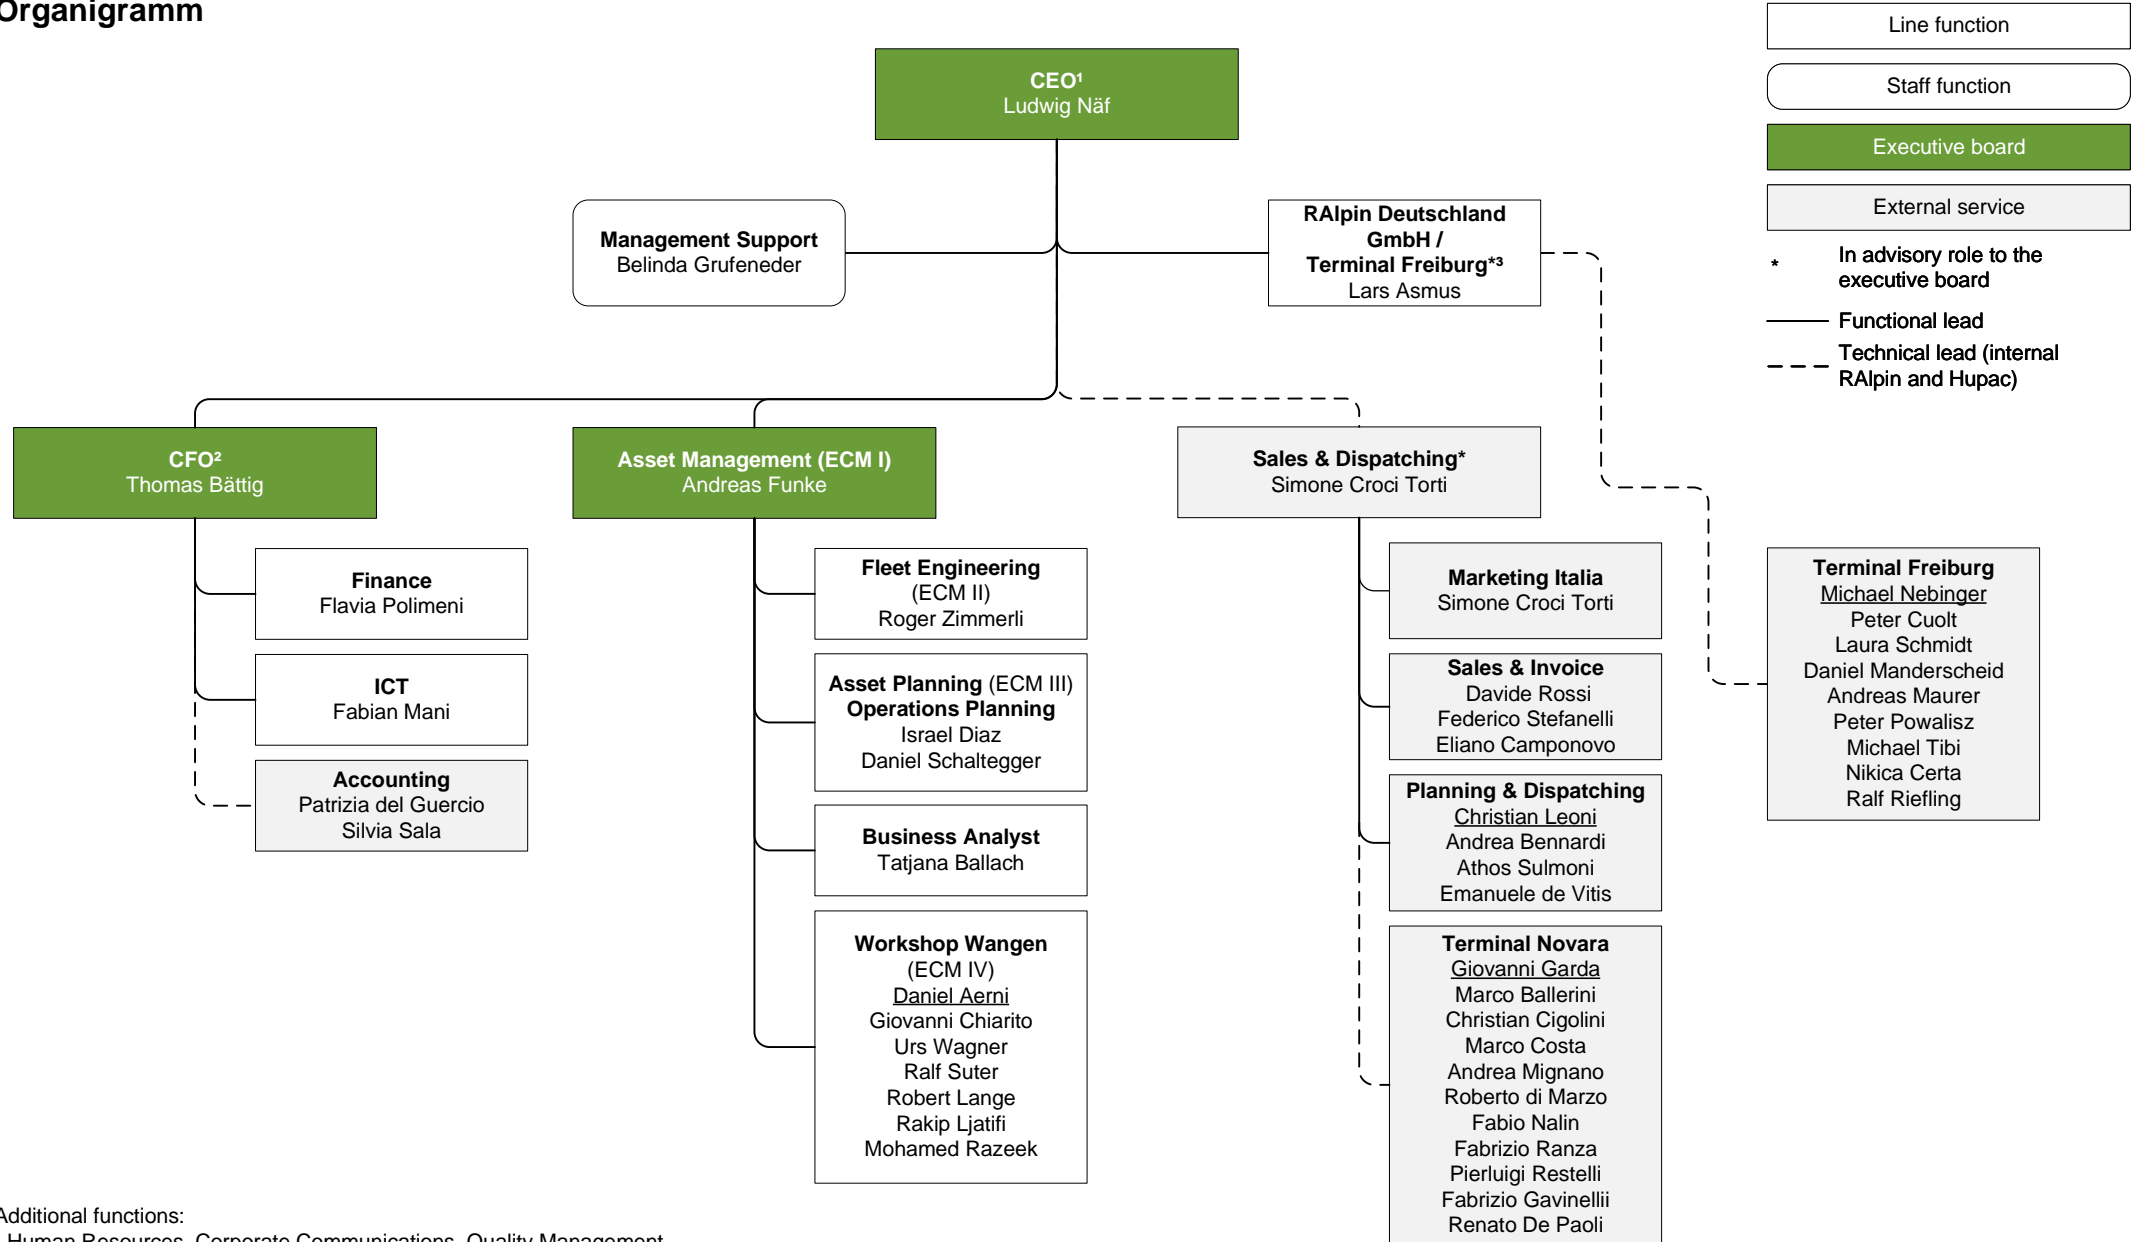 Organigramm
CEO¹
Ludwig Näf
Management Support
Belinda Grufeneder
RAlpin Deutschland
GmbH /
Terminal Freiburg*³
Lars Asmus
Line function
Staff function
Executive board
External service
* In advisory role to the
executive board
Functional lead
Technical lead (internal
RAlpin and Hupac)
CFO²
Thomas Bättig
Finance
Flavia Polimeni
ICT
Fabian Mani
Accounting
Patrizia del Guercio
Silvia Sala
Asset Management (ECM I)
Andreas Funke
Fleet Engineering
(ECM II)
Roger Zimmerli
Asset Planning (ECM III)
Operations Planning
Israel Diaz
Daniel Schaltegger
Business Analyst
Tatjana Ballach
Workshop Wangen
(ECM IV)
Daniel Aerni
Giovanni Chiarito
Urs Wagner
Ralf Suter
Robert Lange
Rakip Ljatifi
Mohamed Razeek
Sales & Dispatching*
Simone Croci Torti
Marketing Italia
Simone Croci Torti
Sales & Invoice
Davide Rossi
Federico Stefanelli
Eliano Camponovo
Planning & Dispatching
Christian Leoni
Andrea Bennardi
Athos Sulmoni
Emanuele de Vitis
Terminal Novara
Giovanni Garda
Marco Ballerini
Christian Cigolini
Marco Costa
Andrea Mignano
Roberto di Marzo
Fabio Nalin
Fabrizio Ranza
Pierluigi Restelli
Fabrizio Gavinellii
Renato De Paoli
Terminal Freiburg
Michael Nebinger
Peter Cuolt
Laura Schmidt
Daniel Manderscheid
Andreas Maurer
Peter Powalisz
Michael Tibi
Nikica Certa
Ralf Riefling
Additional functions:
Human Resources, Corporate Communications, Quality Management